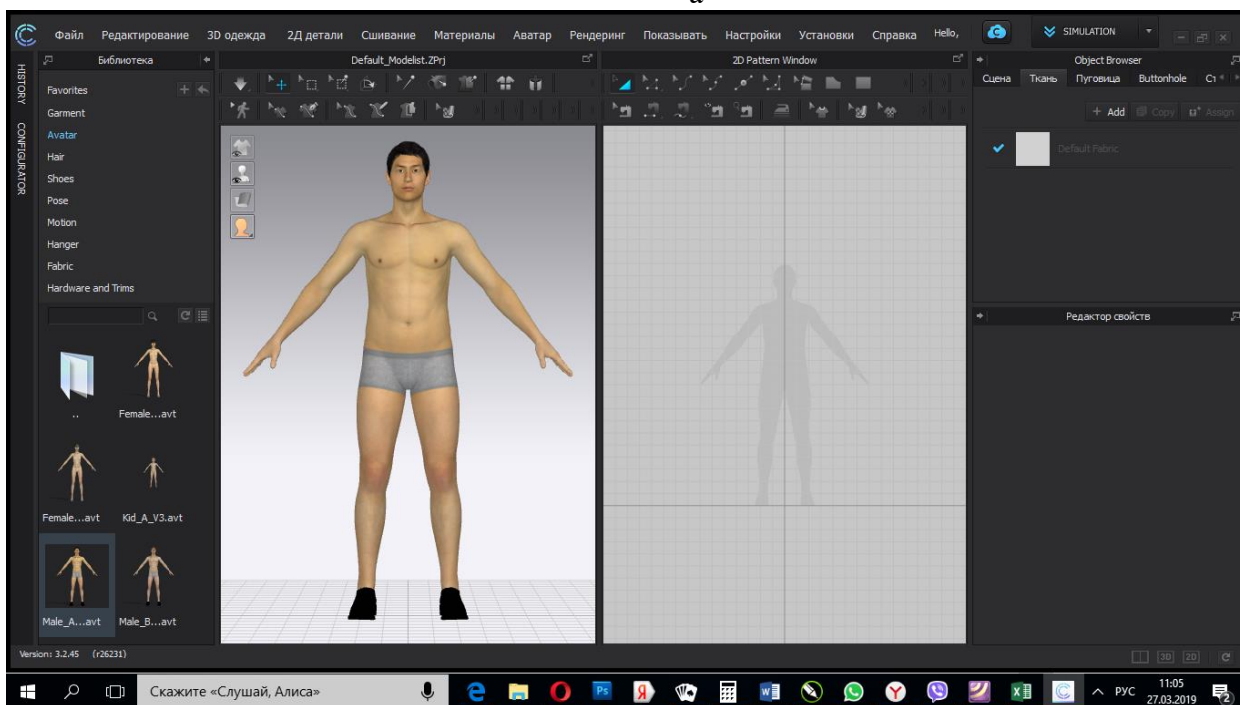 а
Файл Редактирование 3D одежда 2Д детали Сшивание Материалы Аватар Рендеринг Показывать Настройки Установки Справка Hello, SIMULATION
HISTORY
CONFIGURATOR
Библиотека
Default_Modelist.ZPrj
2D Pattern Window
Object Browser
Favorites
Garment
Avatar
Hair
Shoes
Pose
Motion
Hanger
Fabric
Hardware and Trims
Сцена Ткань Пуговица Buttonhole Ст
+ Add Copy Assign
Default Fabric
Редактор свойств
..
Female...avt
Female...avt Kid_A_V3.avt
Male_A...avt Male_B...avt
Version: 3.2.45 (r26231)
3D 2D
Скажите «Слушай, Алиса»
РУС
11:05
27.03.2019